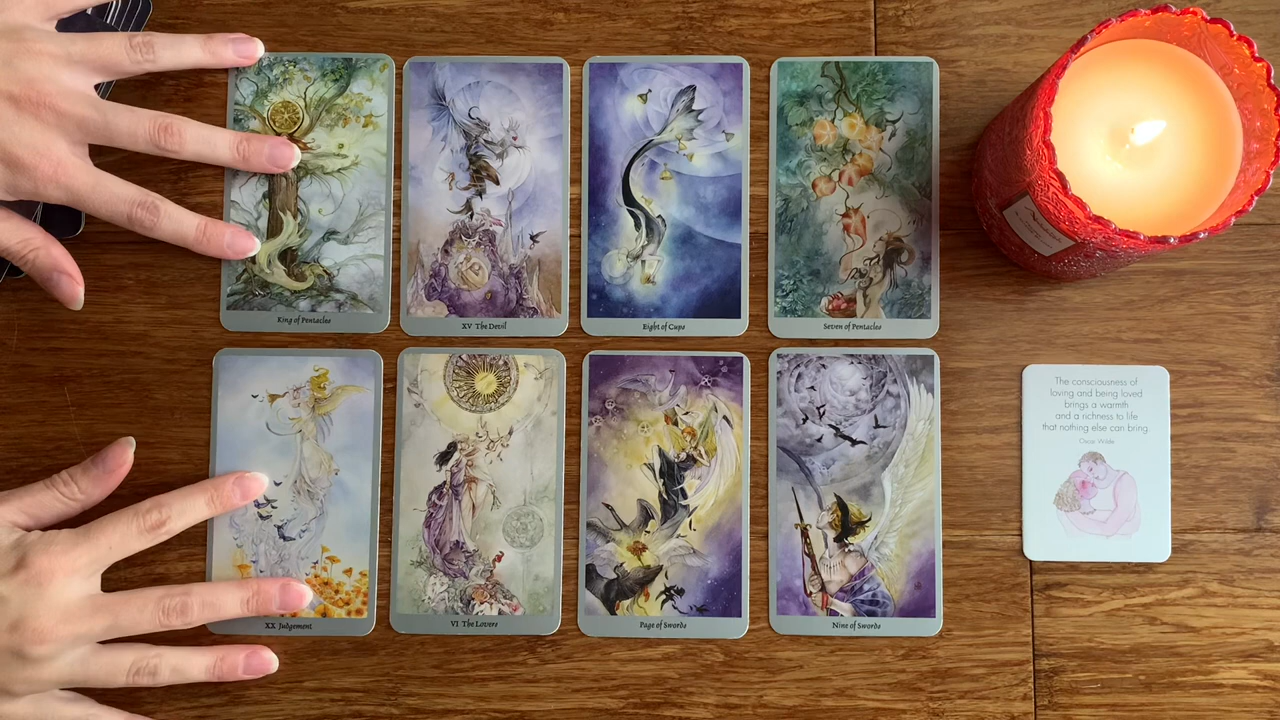 King of Pentacles
XV The Devil
Eight of Cups
Seven of Pentacles
XX Judgement
VI The Lovers
Page of Swords
Nine of Swords
The consciousness of
loving and being loved
brings a warmth
and a richness to life
that nothing else can bring.
Oscar Wilde